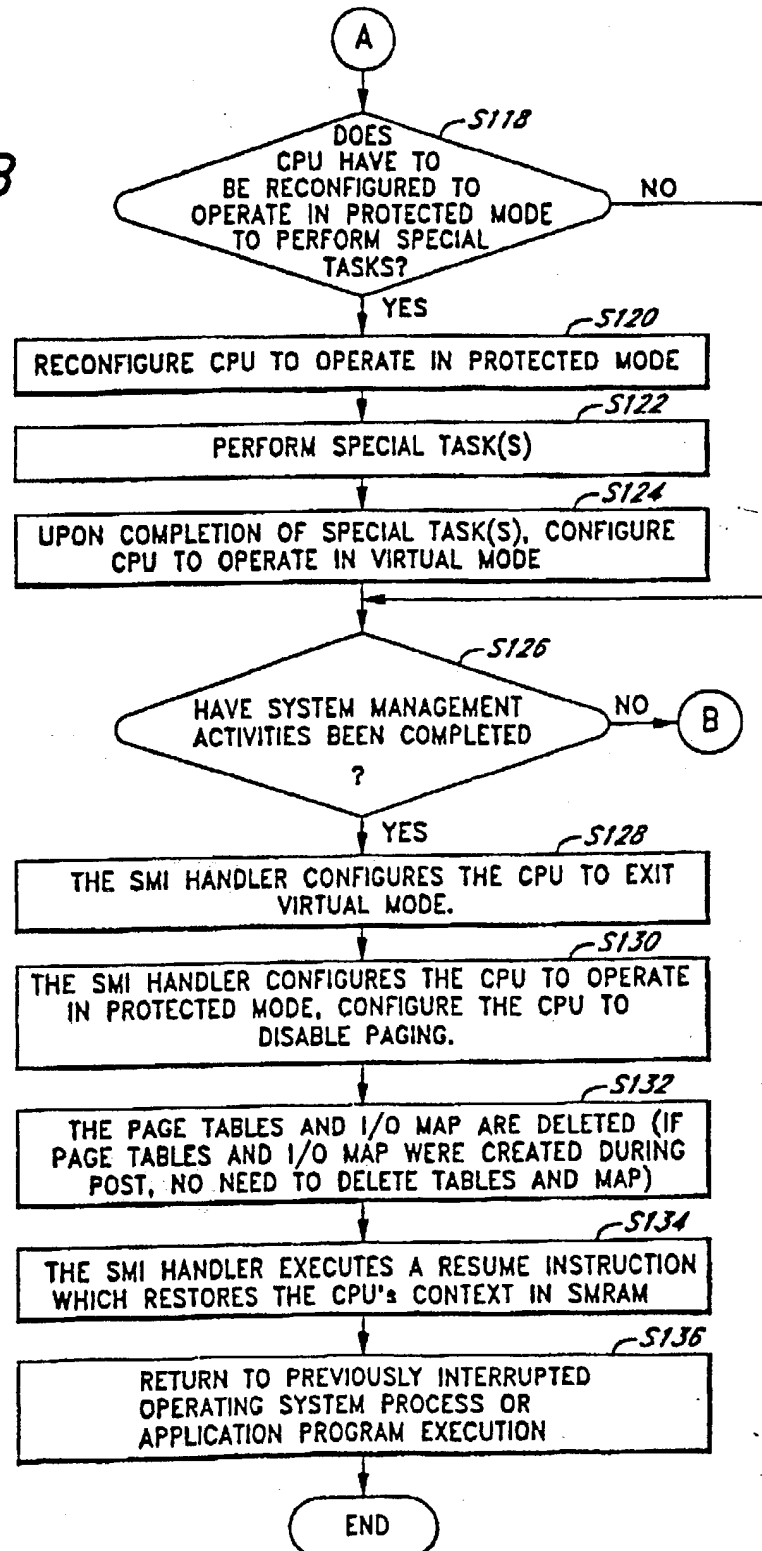 A
S118
B
DOES
CPU HAVE TO
BE RECONFIGURED TO
OPERATE IN PROTECTED MODE
TO PERFORM SPECIAL
TASKS?
NO
YES
S120
RECONFIGURE CPU TO OPERATE IN PROTECTED MODE
S122
PERFORM SPECIAL TASK(S)
S124
UPON COMPLETION OF SPECIAL TASK(S), CONFIGURE
CPU TO OPERATE IN VIRTUAL MODE
S126
HAVE SYSTEM MANAGEMENT
ACTIVITIES BEEN COMPLETED
?
NO
B
YES
S128
THE SMI HANDLER CONFIGURES THE CPU TO EXIT
VIRTUAL MODE.
S130
THE SMI HANDLER CONFIGURES THE CPU TO OPERATE
IN PROTECTED MODE, CONFIGURE THE CPU TO
DISABLE PAGING.
S132
THE PAGE TABLES AND I/O MAP ARE DELETED (IF
PAGE TABLES AND I/O MAP WERE CREATED DURING
POST, NO NEED TO DELETE TABLES AND MAP)
S134
THE SMI HANDLER EXECUTES A RESUME INSTRUCTION
WHICH RESTORES THE CPU's CONTEXT IN SMRAM
S136
RETURN TO PREVIOUSLY INTERRUPTED
OPERATING SYSTEM PROCESS OR
APPLICATION PROGRAM EXECUTION
END